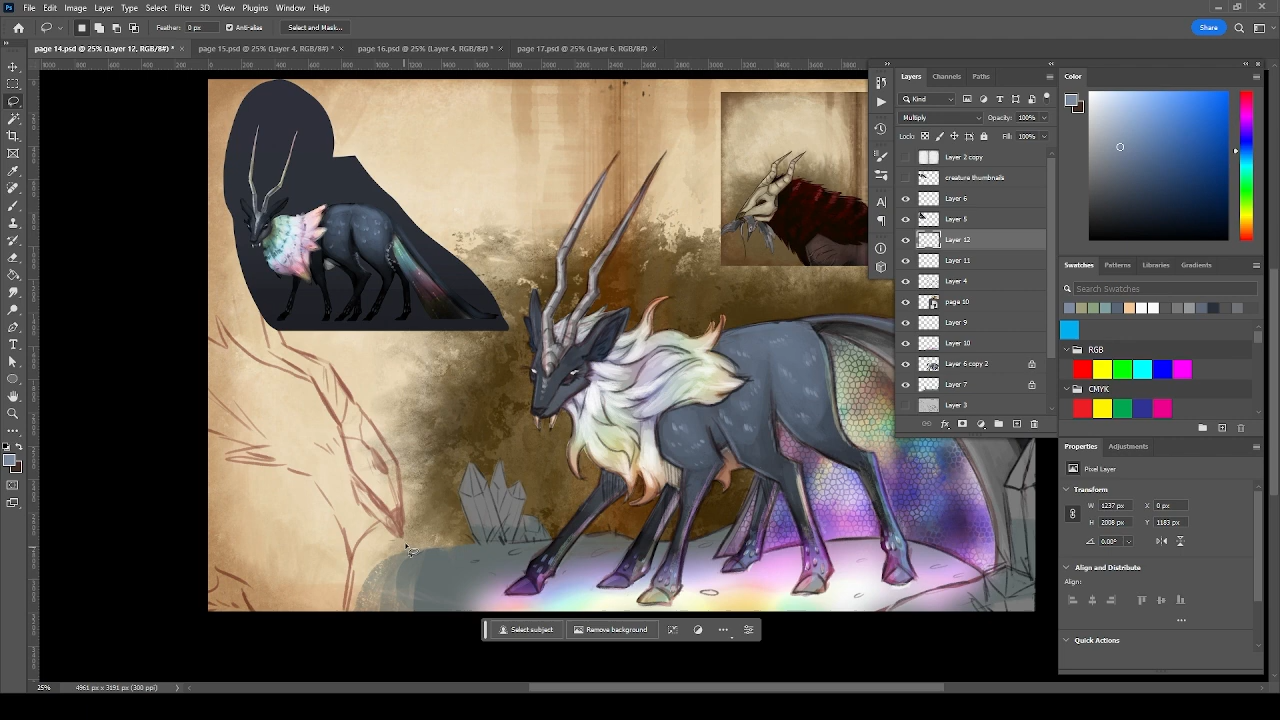 Ps File Edit Image Layer Type Select Filter 3D View Plugins Window Help
Feather: 0 px Anti-alias Select and Mask... Share
page 14.psd @ 25% (Layer 12, RGB/8#) * × page 15.psd @ 25% (Layer 4, RGB/8#) * × page 16.psd @ 25% (Layer 4, RGB/8#) * × page 17.psd @ 25% (Layer 6, RGB/8#) ×
Layers Channels Paths
Kind
Multiply Opacity: 100%
Lock: Fill: 100%
Layer 2 copy
creature thumbnails
Layer 6
Layer 5
Layer 12
Layer 11
Layer 4
page 10
Layer 9
Layer 10
Layer 6 copy 2
Layer 7
Layer 3
Color
Swatches Patterns Libraries Gradients
Search Swatches
RGB
CMYK
Properties Adjustments
Pixel Layer
Transform
W 1237 px X 0 px
H 2008 px Y 1183 px
0.00°
Align and Distribute
Align:
Quick Actions
Select subject Remove background
25% 4961 px x 3191 px (300 ppi)